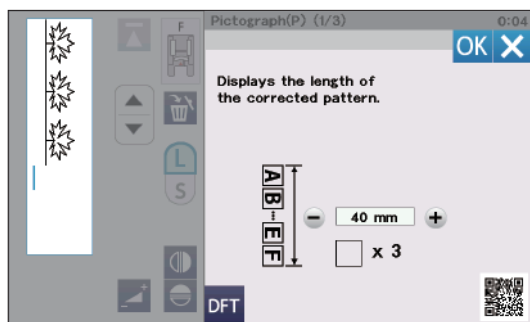 Pictograph(P) (1/3) 0:04
F
OK
Displays the length of
the corrected pattern.
L
S
A
B
E
F
40 mm
x 3
DFT